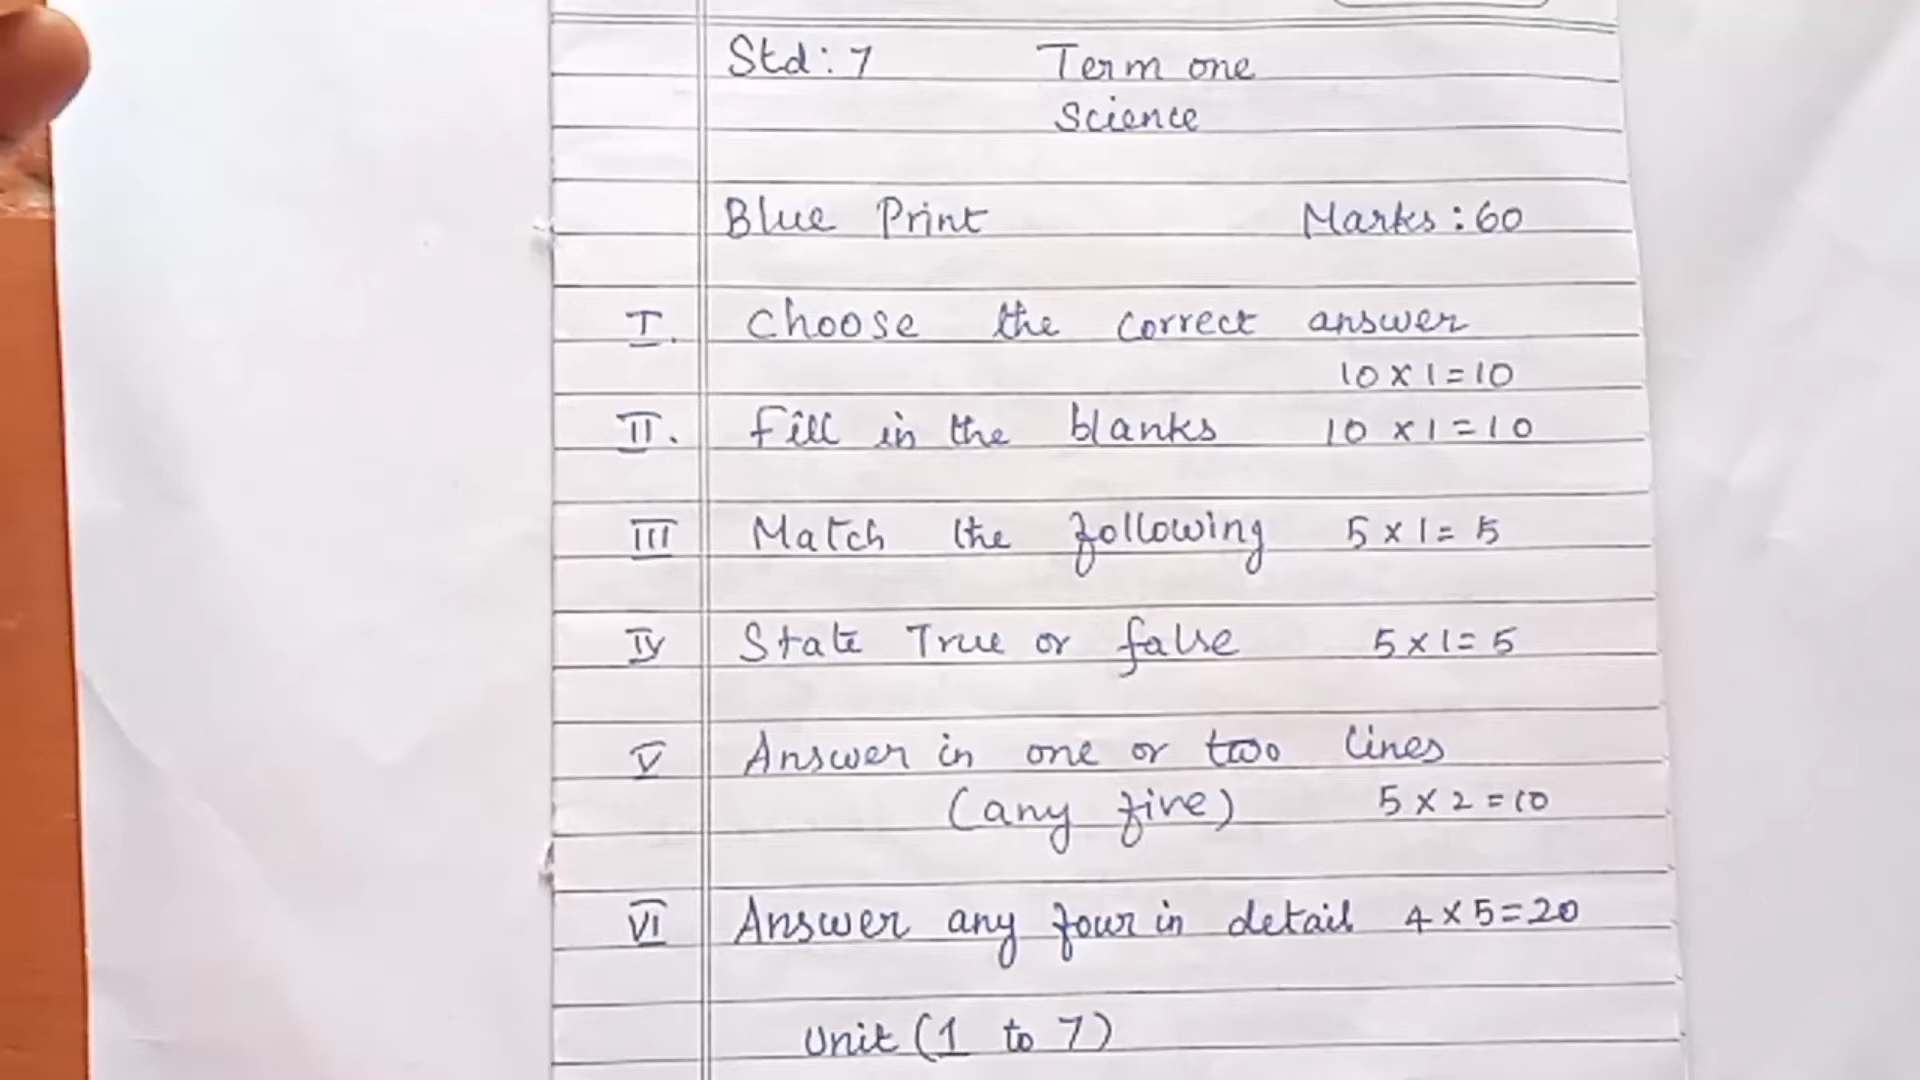 Std: 7 Term one
Science
Blue Print Marks: 60
I. Choose the correct answer
10 x 1 = 10
II. Fill in the blanks 10 x 1 = 10
III Match the following 5 x 1 = 5
IV State True or false 5 x 1 = 5
V Answer in one or two lines
(any five) 5 x 2 = 10
VI Answer any four in detail 4 x 5 = 20
Unit (1 to 7)